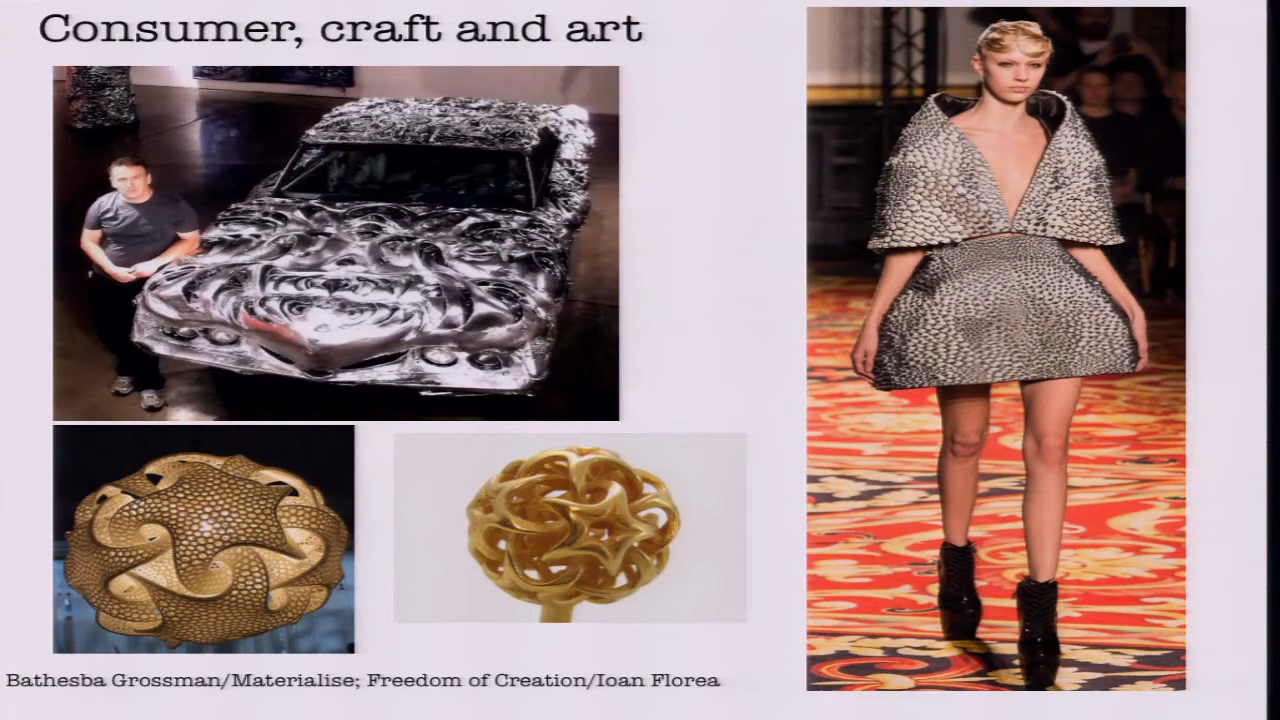 Consumer, craft and art
Bathesba Grossman/Materialise; Freedom of Creation/Ioan Florea